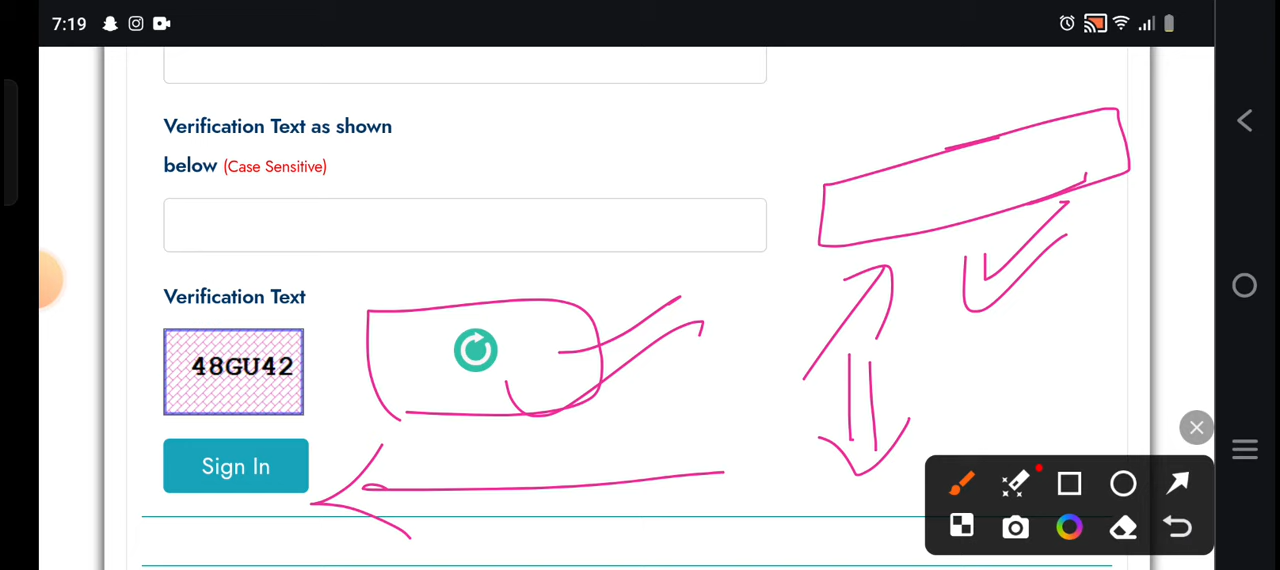 7:19
Verification Text as shown
below (Case Sensitive)
Verification Text
48GU42
Sign In